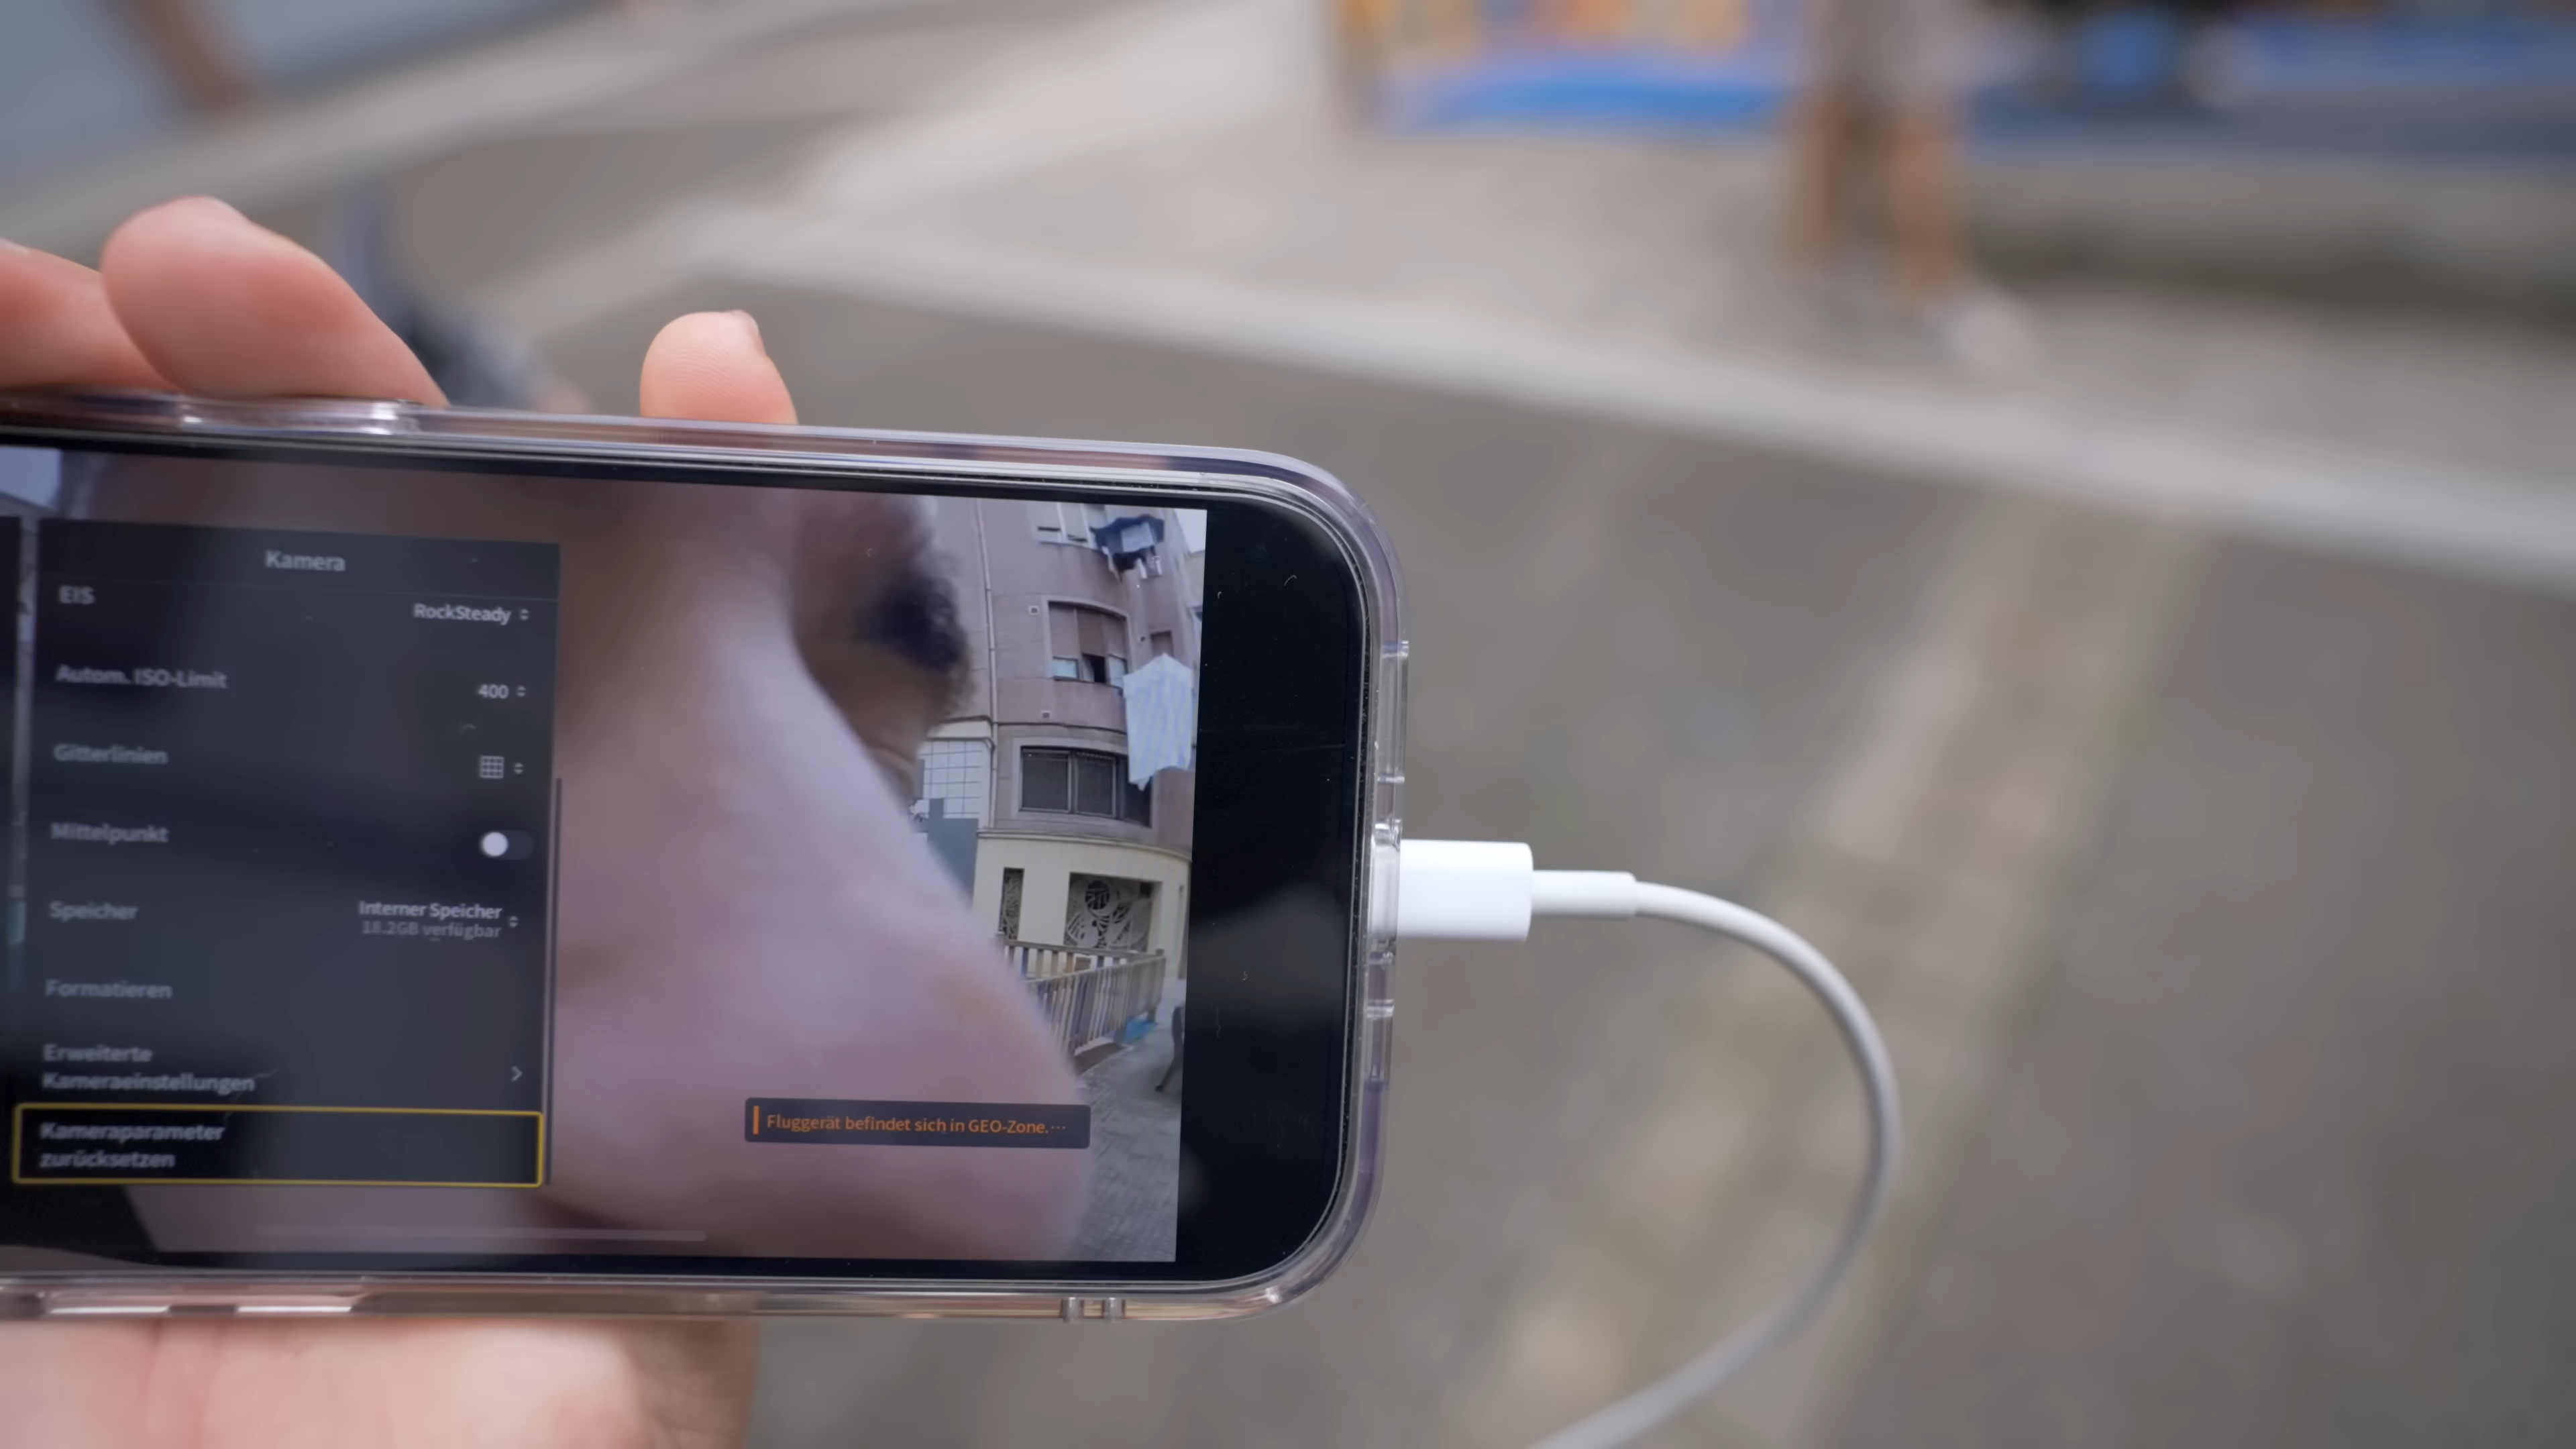 Kamera
EIS
RockSteady
Autom. ISO-Limit
400
Gitterlinien
Mittelpunkt
Speicher
Interner Speicher
18.2GB verfügbar
Formatieren
Erweiterte
Kameraeinstellungen
Kameraparameter
zurücksetzen
Fluggerät befindet sich in GEO-Zone.…